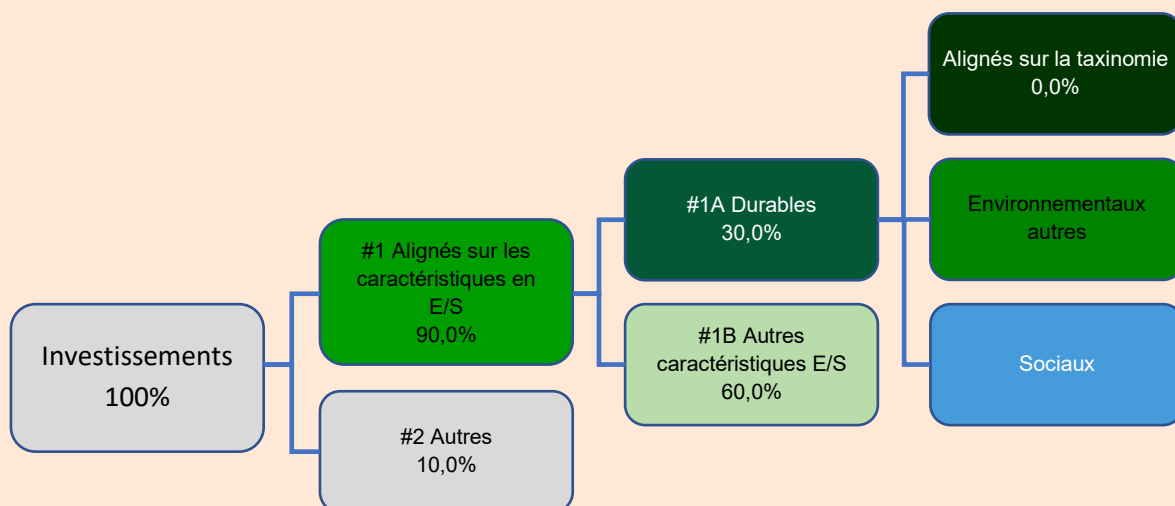 Investissements
100%
#1 Alignés sur les
caractéristiques en
E/S
90,0%
#2 Autres
10,0%
#1A Durables
30,0%
#1B Autres
caractéristiques E/S
60,0%
Alignés sur la taxinomie
0,0%
Environnementaux
autres
Sociaux